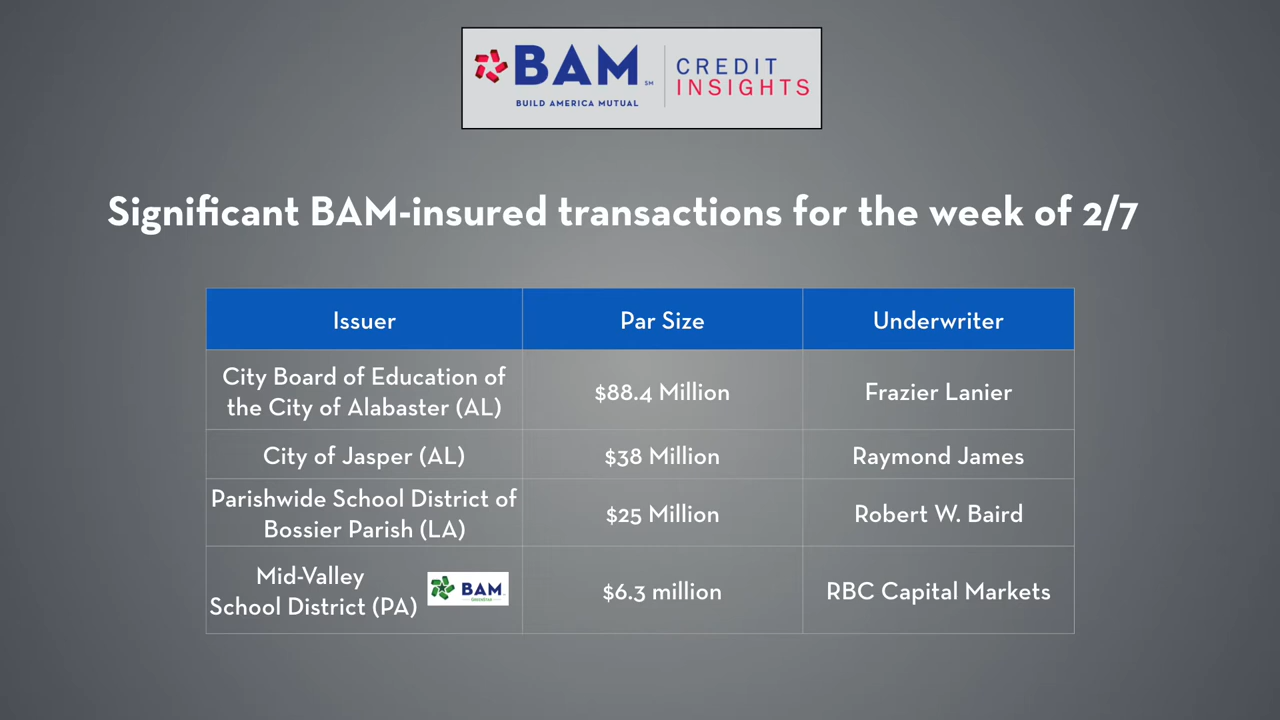 BAM SM
BUILD AMERICA MUTUAL
CREDIT
INSIGHTS
Significant BAM-insured transactions for the week of 2/7
Issuer Par Size Underwriter
City Board of Education of
the City of Alabaster (AL)
$88.4 Million
Frazier Lanier
City of Jasper (AL) $38 Million Raymond James
Parishwide School District of
Bossier Parish (LA)
$25 Million
Robert W. Baird
Mid-Valley
School District (PA)
BAM
$6.3 million
RBC Capital Markets